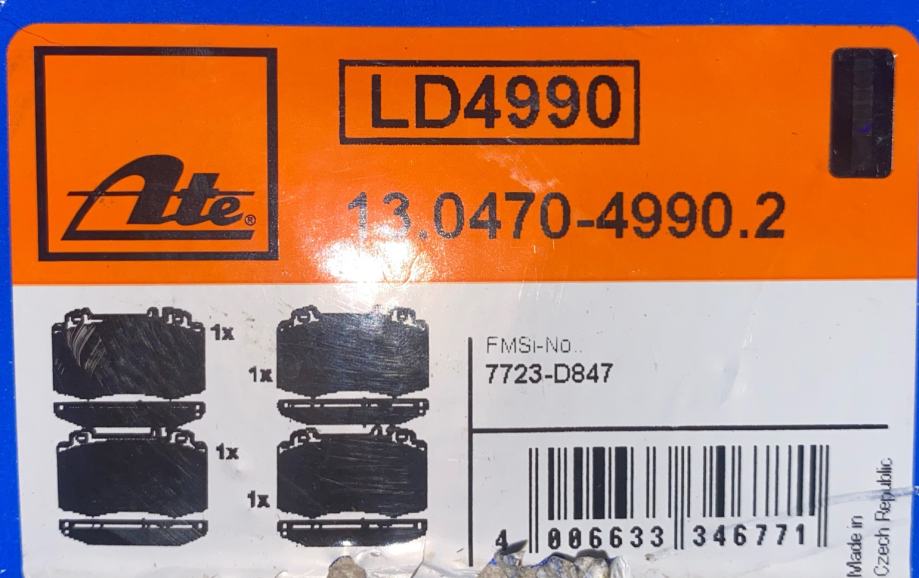 Ate®
LD4990
13.0470-4990.2
1x
1x
1x
1x
FMSi-No..
7723-D847
4 006633 346771
Made in
Czech Republic